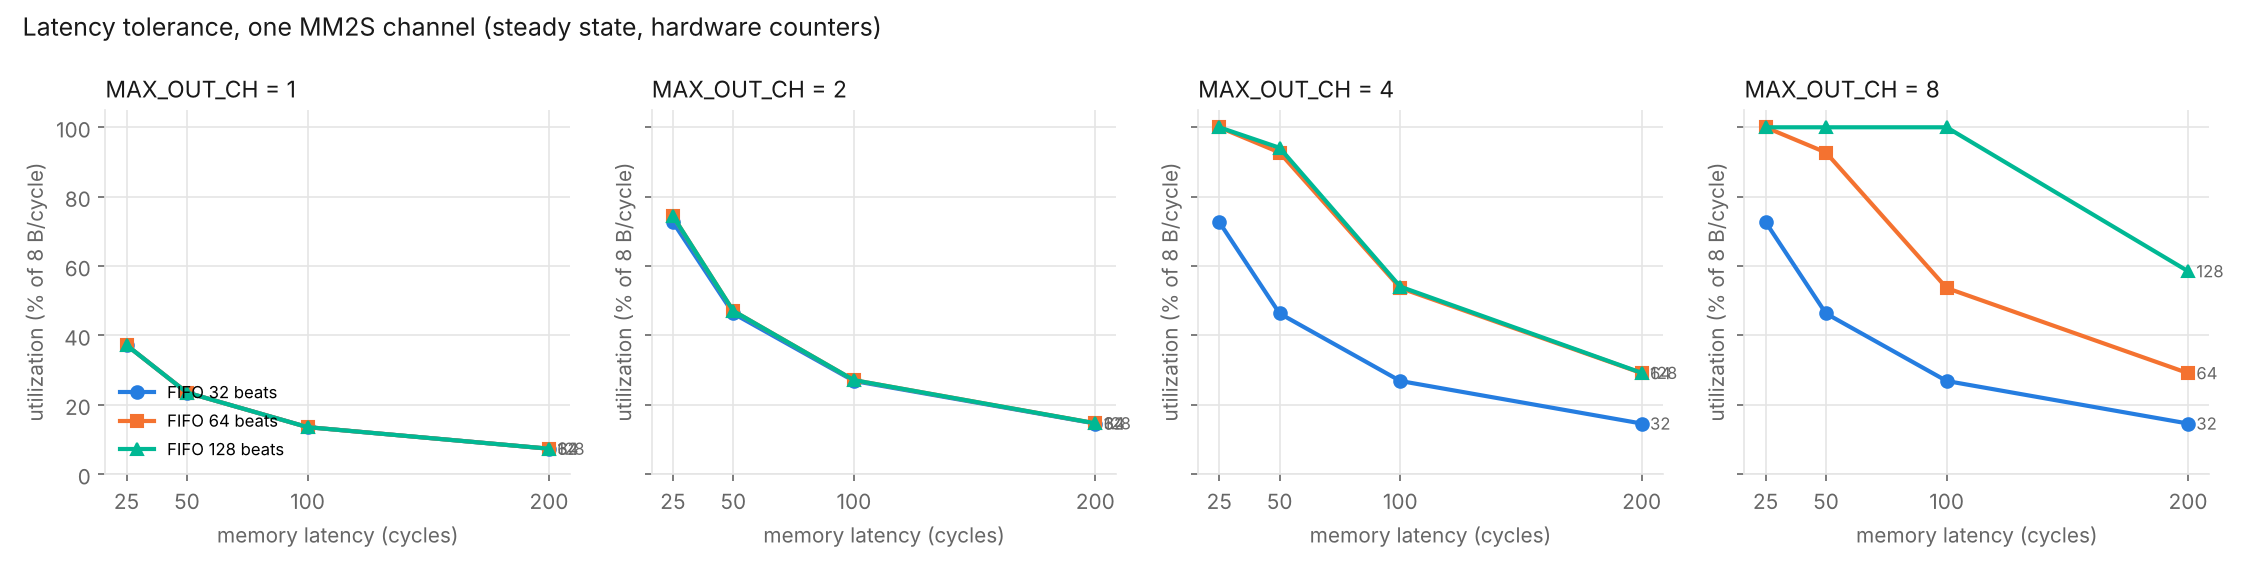 Latency tolerance, one MM2S channel (steady state, hardware counters)
MAX_OUT_CH = 1
MAX_OUT_CH = 2
MAX_OUT_CH = 4
MAX_OUT_CH = 8
utilization (% of 8 B/cycle)
100
80
60
40
20
0
FIFO 32 beats
FIFO 64 beats
FIFO 128 beats
25 50 100 200
memory latency (cycles)
utilization (% of 8 B/cycle)
25 50 100 200
memory latency (cycles)
utilization (% of 8 B/cycle)
32
25 50 100 200
memory latency (cycles)
utilization (% of 8 B/cycle)
128
64
32
25 50 100 200
memory latency (cycles)